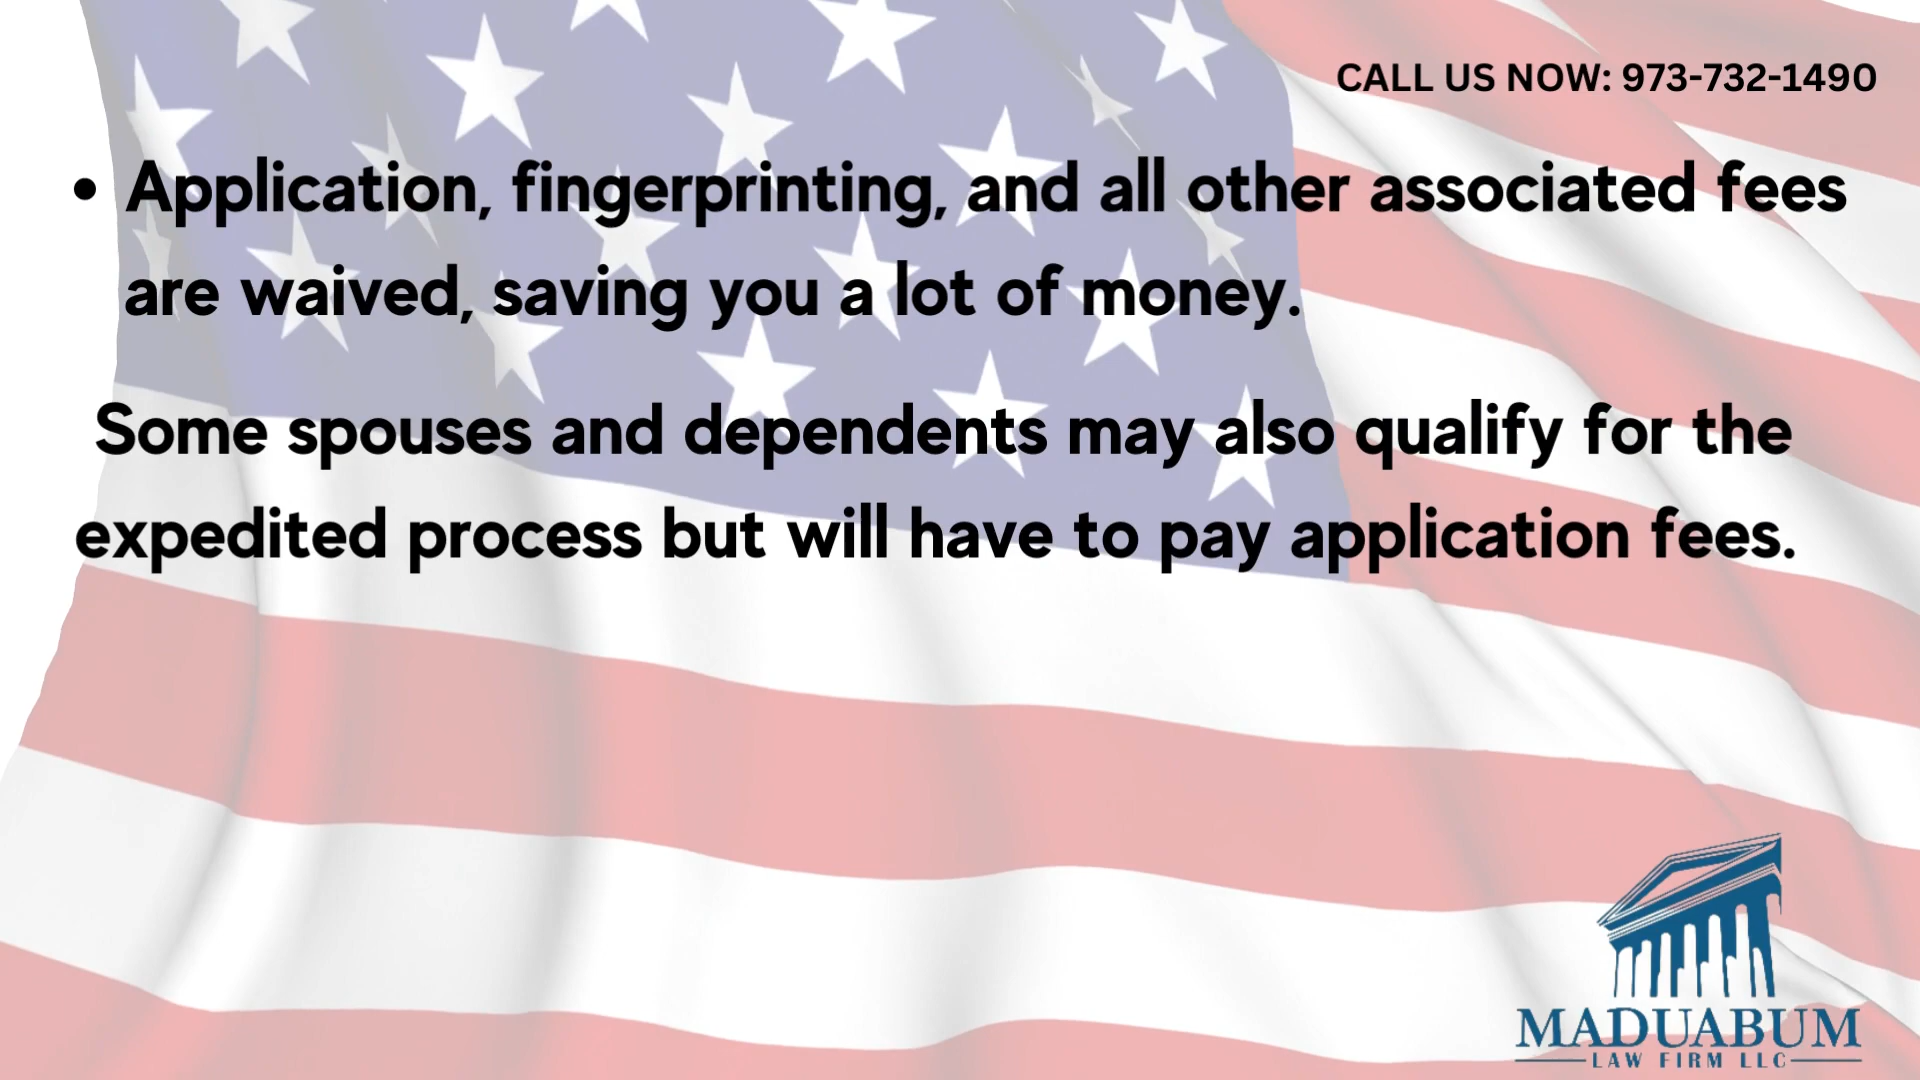 CALL US NOW: 973-732-1490
• Application, fingerprinting, and all other associated fees
are waived, saving you a lot of money.
Some spouses and dependents may also qualify for the
expedited process but will have to pay application fees.
MADUABUM
LAW FIRM LLC